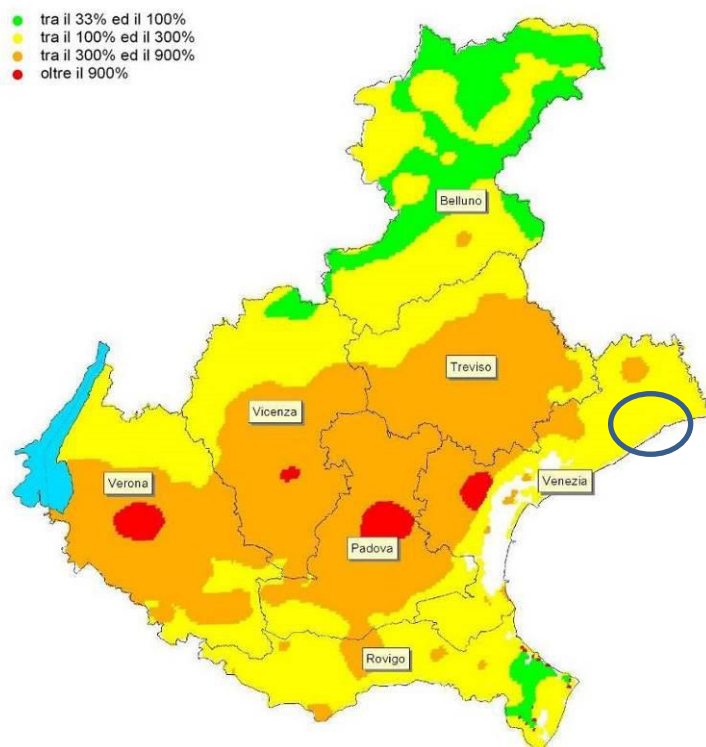 tra il 33% ed il 100%
tra il 100% ed il 300%
tra il 300% ed il 900%
oltre il 900%
Belluno
Treviso
Vicenza
Verona
Venezia
Padova
Rovigo